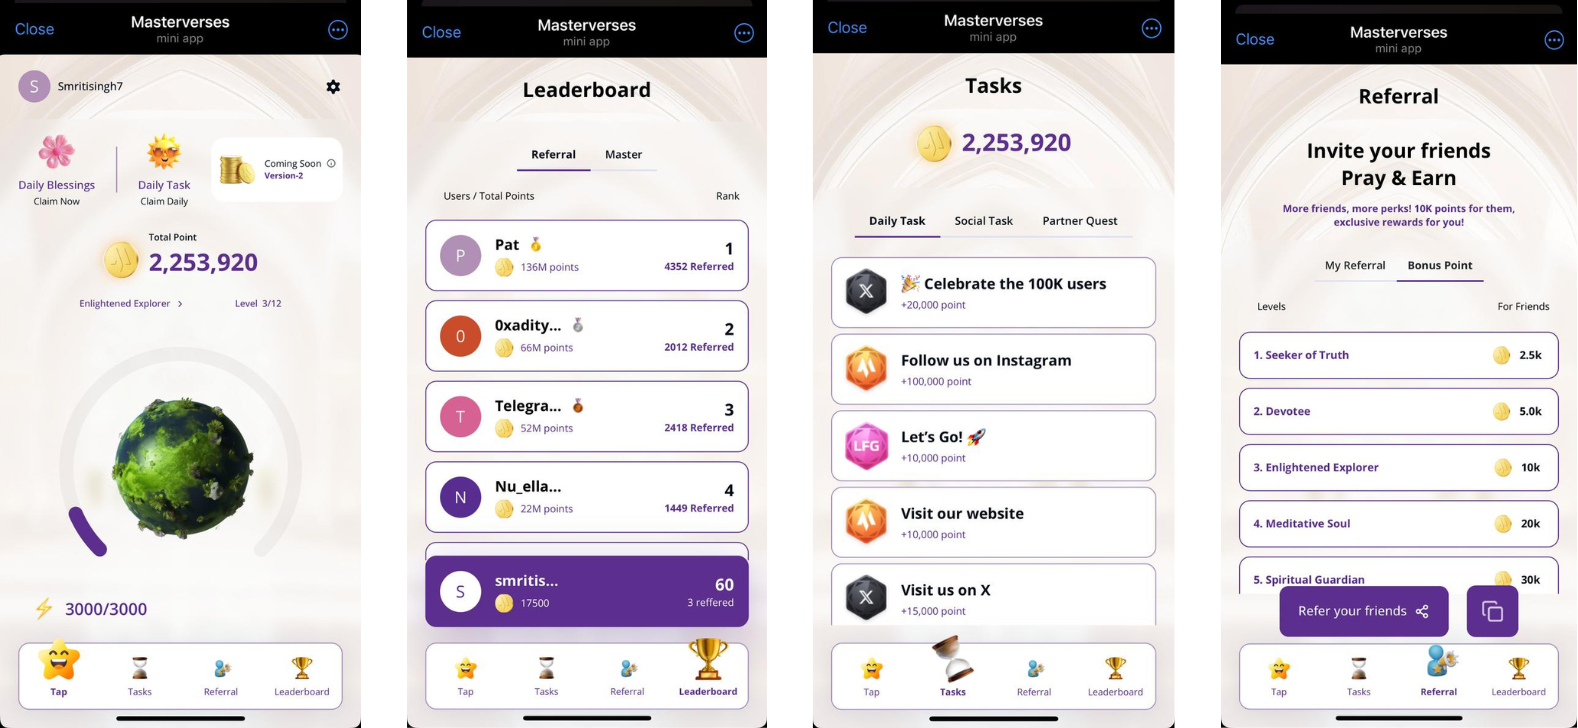 Close
Masterverses
mini app
S
Smritisingh7
Daily Blessings
Claim Now
Daily Task
Claim Daily
Coming Soon
Version-2
Total Point
2,253,920
Enlightened Explorer >
Level 3/12
3000/3000
Tap
Tasks
Referral
Leaderboard
Close
Masterverses
mini app
Leaderboard
Referral
Master
Users / Total Points
Rank
P
Pat
136M points
1
4352 Referred
0
0xadity...
66M points
2
2012 Referred
T
Telegra...
52M points
3
2418 Referred
N
Nu_ella...
22M points
4
1449 Referred
S
smritis...
17500
60
3 reffered
Tap
Tasks
Referral
Leaderboard
Close
Masterverses
mini app
Tasks
2,253,920
Daily Task
Social Task
Partner Quest
X
🎉 Celebrate the 100K users
+20,000 point
Follow us on Instagram
+100,000 point
LFG
Let's Go! 🚀
+10,000 point
Visit our website
+10,000 point
X
Visit us on X
+15,000 point
Tap
Tasks
Referral
Leaderboard
Close
Masterverses
mini app
Referral
Invite your friends
Pray & Earn
More friends, more perks! 10K points for them,
exclusive rewards for you!
My Referral
Bonus Point
Levels
For Friends
1. Seeker of Truth
2.5k
2. Devotee
5.0k
3. Enlightened Explorer
10k
4. Meditative Soul
20k
5. Spiritual Guardian
30k
Refer your friends
Tap
Tasks
Referral
Leaderboard